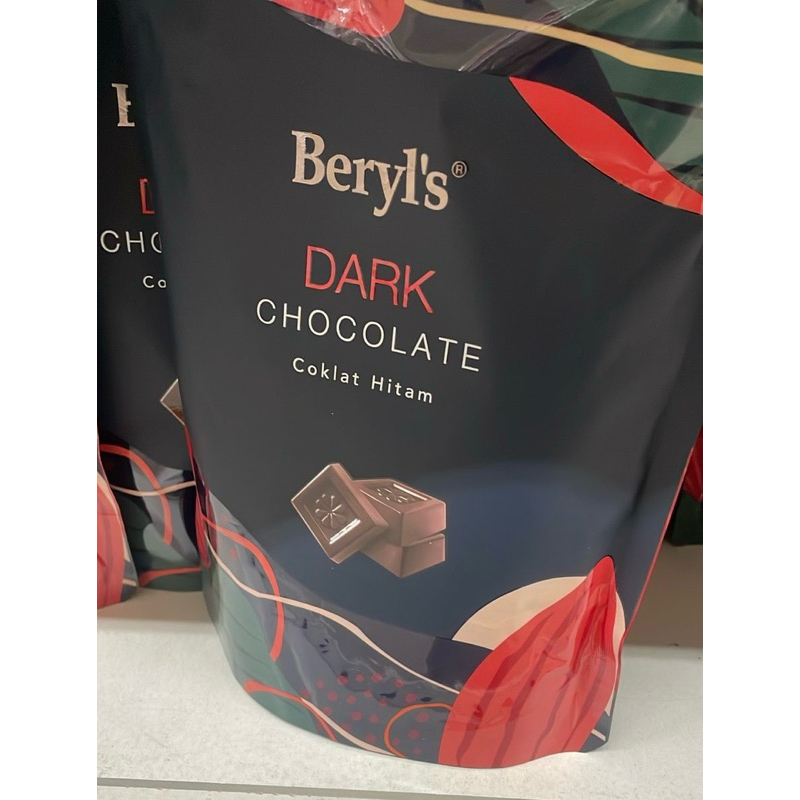 Beryl's®
DARK
CHOCOLATE
Coklat Hitam